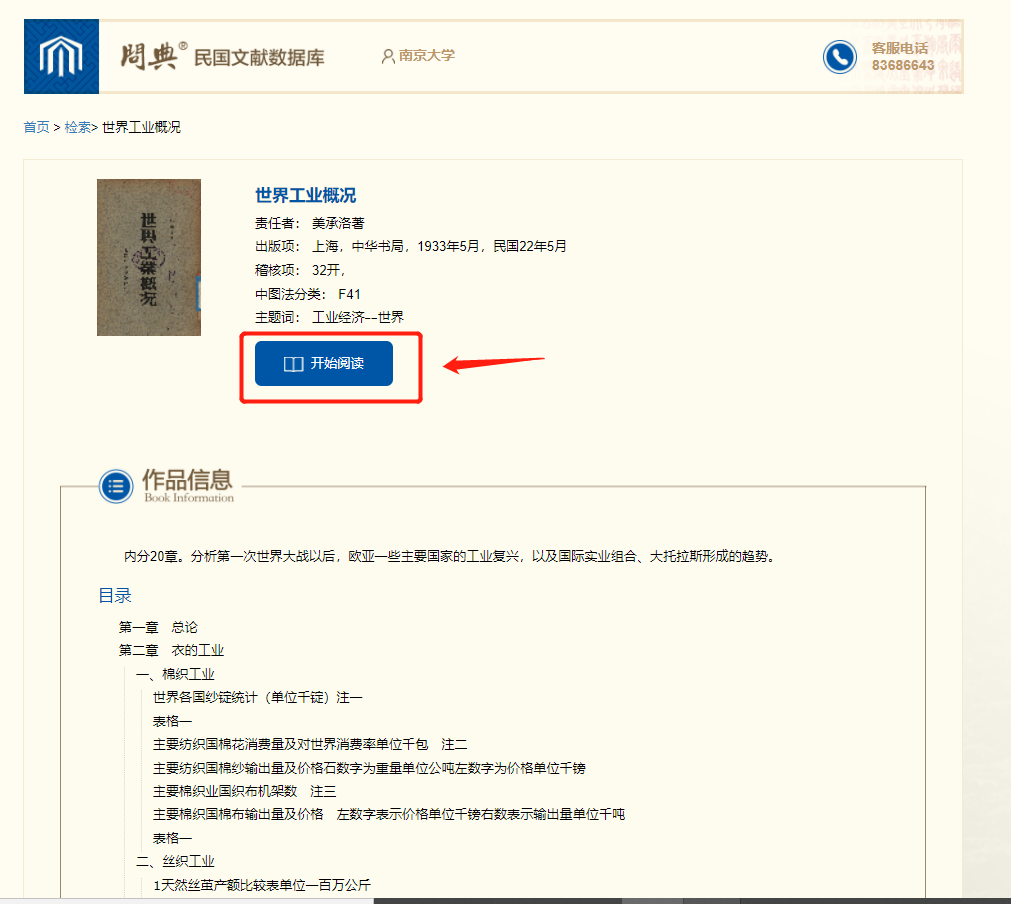 問典® 民国文献数据库
南京大学
客服电话
83686643
首页 > 检索> 世界工业概况
世界工業概況
世界工业概况
责任者： 美承洛著
出版项： 上海，中华书局，1933年5月，民国22年5月
稽核项： 32开，
中图法分类： F41
主题词： 工业经济--世界
开始阅读
作品信息
Book Information
内分20章。分析第一次世界大战以后，欧亚一些主要国家的工业复兴，以及国际实业组合、大托拉斯形成的趋势。
目录
第一章　总论
第二章　衣的工业
一、棉织工业
世界各国纱锭统计（单位千锭）注一
表格一
主要纺织国棉花消费量及对世界消费率单位千包　注二
主要纺织国棉纱输出量及价格石数字为重量单位公吨左数字为价格单位千镑
主要棉织业国织布机架数　注三
主要棉织国棉布输出量及价格　左数字表示价格单位千镑右数表示输出量单位千吨
表格一
二、丝织工业
1天然丝茧产额比较表单位一百万公斤